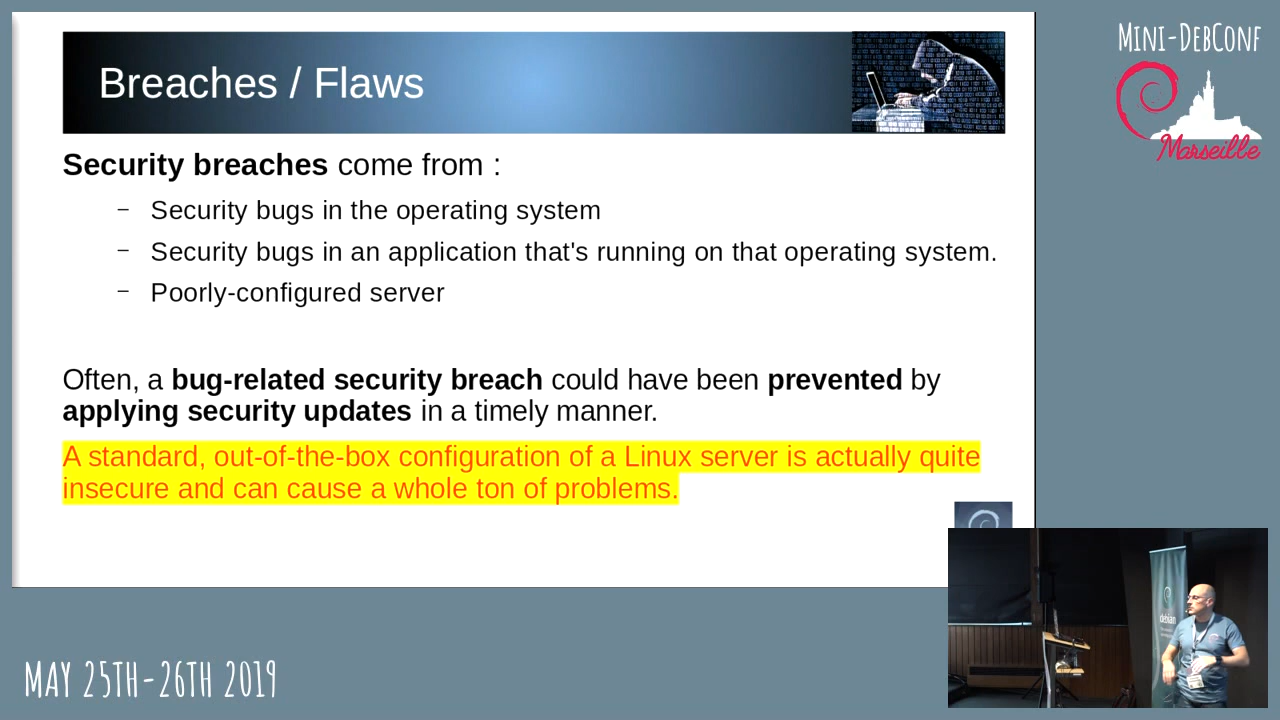 Breaches / Flaws
Security breaches come from :
– Security bugs in the operating system
– Security bugs in an application that's running on that operating system.
– Poorly-configured server
Often, a bug-related security breach could have been prevented by
applying security updates in a timely manner.
A standard, out-of-the-box configuration of a Linux server is actually quite
insecure and can cause a whole ton of problems.
Mini-DebConf
Marseille
debian
May 25th-26th 2019